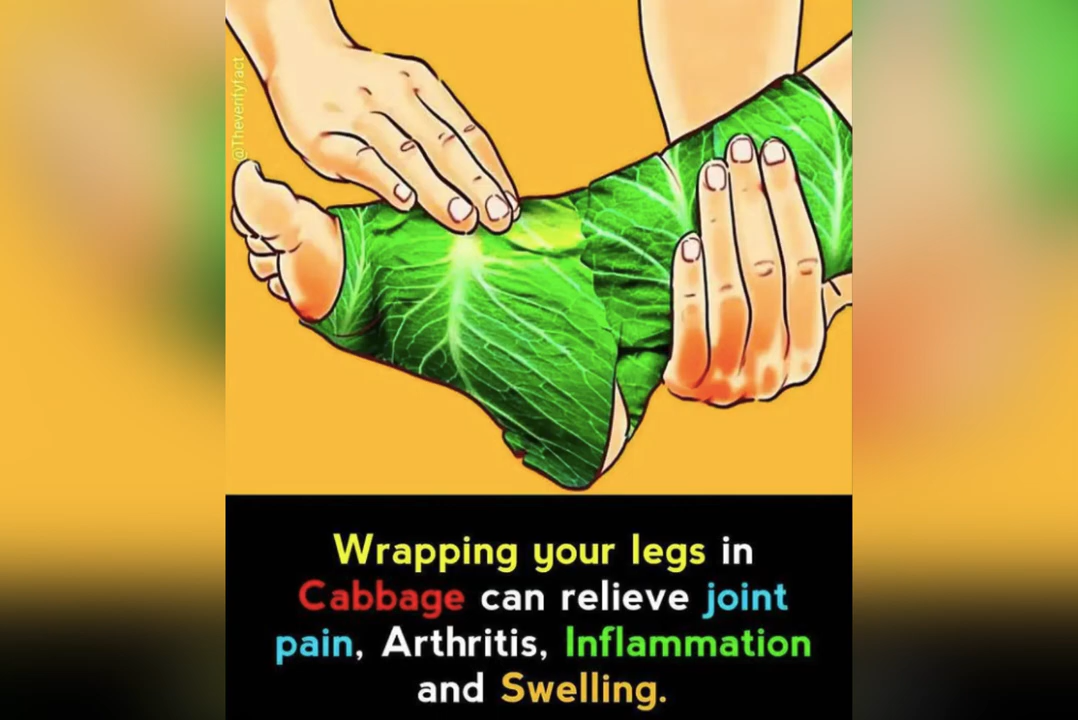 @Theverifyfact
Wrapping your legs in
Cabbage can relieve joint
pain, Arthritis, Inflammation
and Swelling.